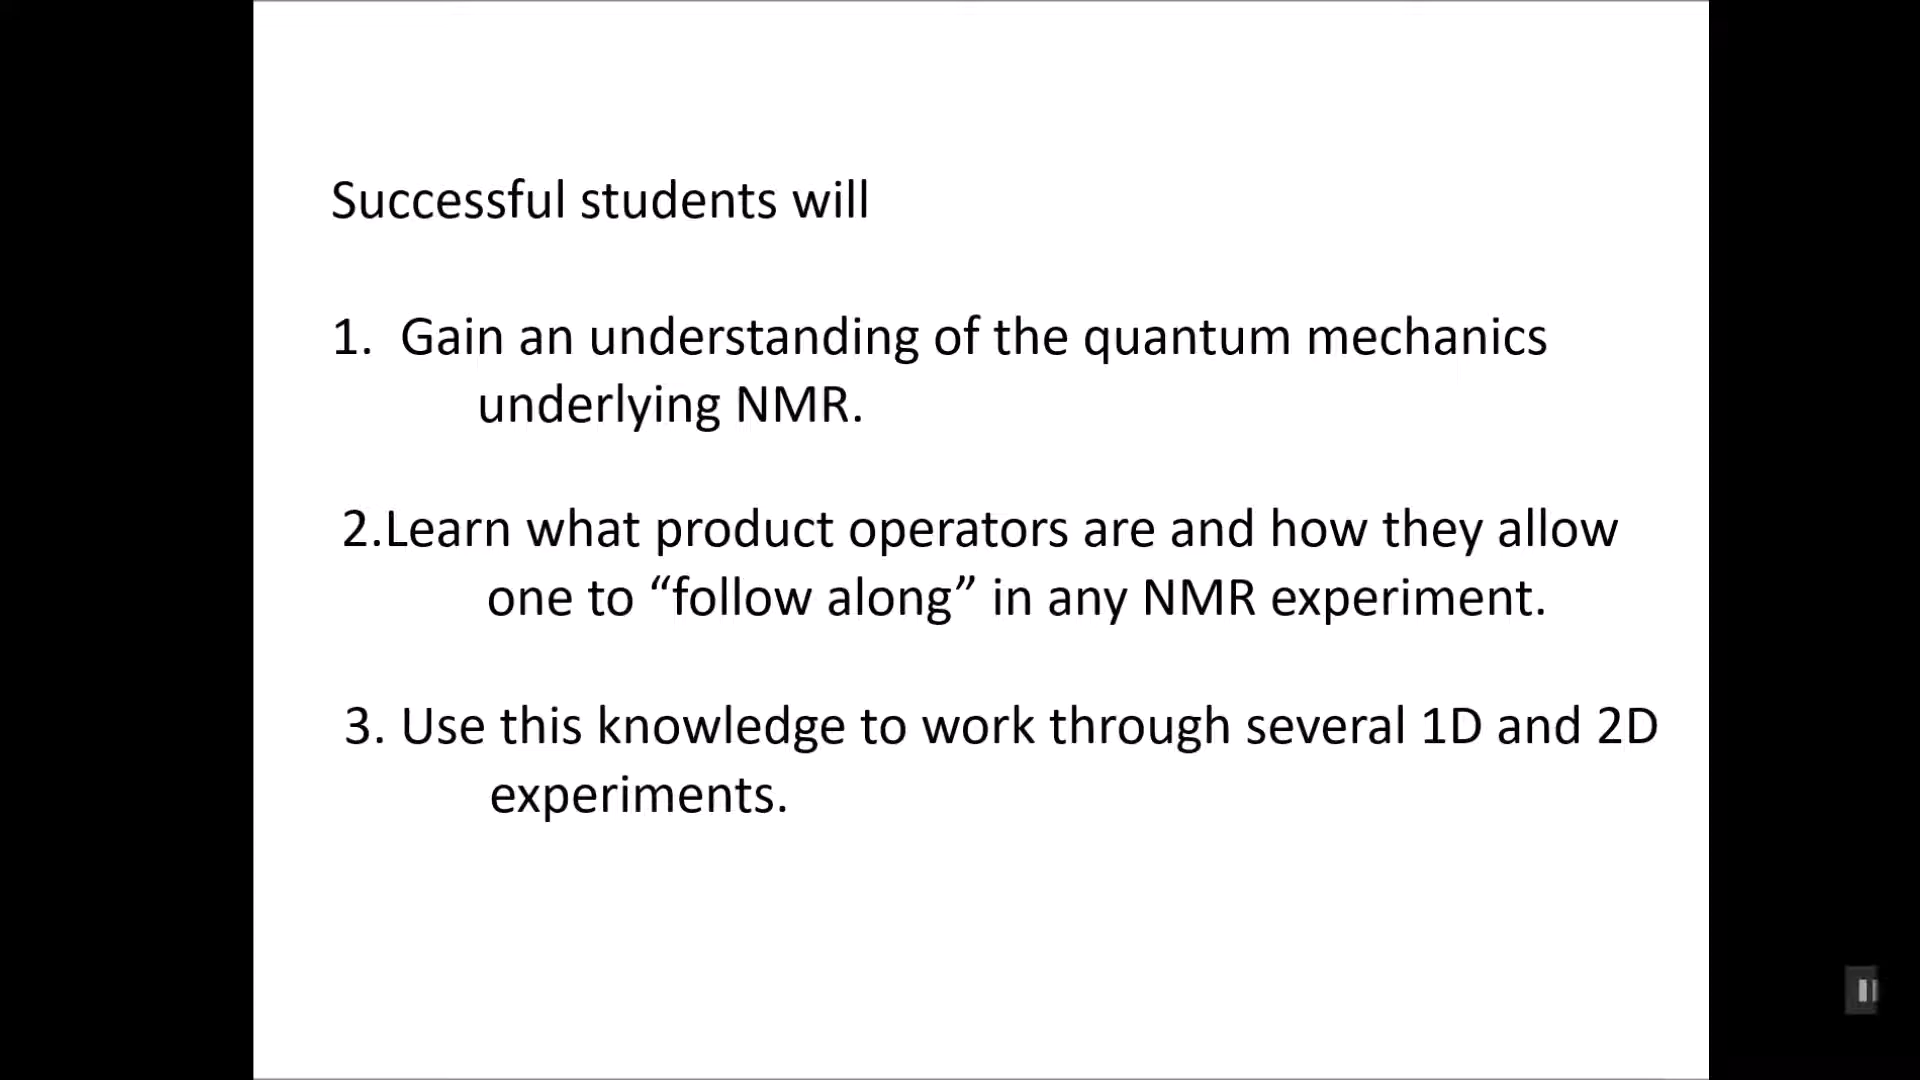 Successful students will
1. Gain an understanding of the quantum mechanics
underlying NMR.
2.Learn what product operators are and how they allow
one to “follow along” in any NMR experiment.
3. Use this knowledge to work through several 1D and 2D
experiments.